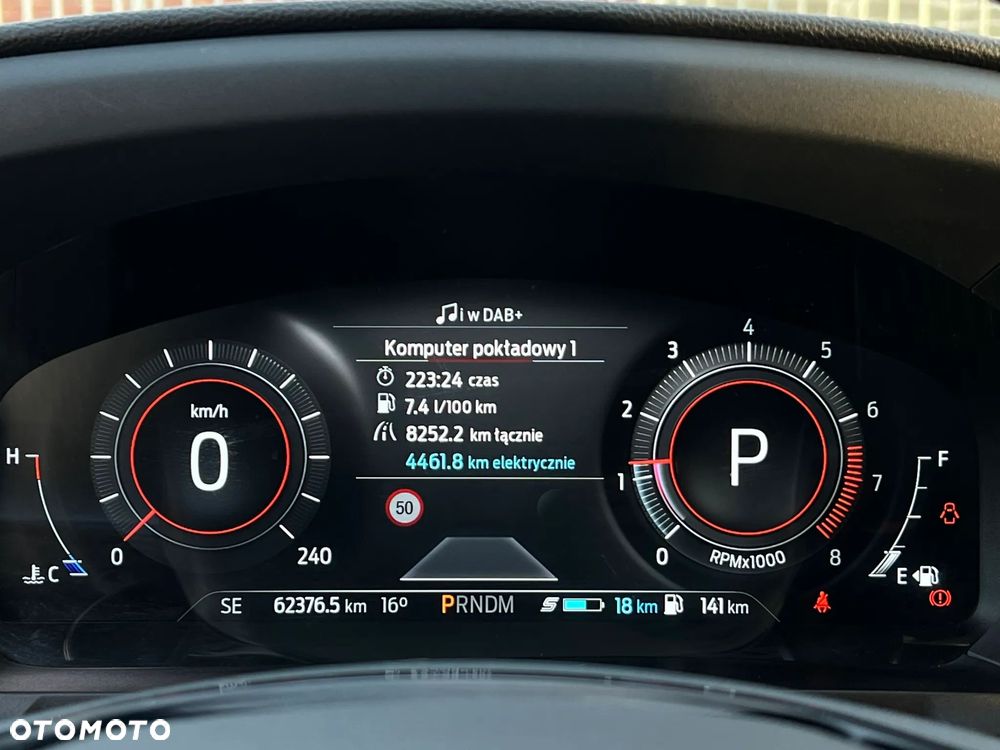 i w DAB+
Komputer pokładowy 1
223:24 czas
7.4 l/100 km
8252.2 km łącznie
4461.8 km elektrycznie
50
km/h
0
0 240
H
C
P
0 1 2 3 4 5 6 7 8
RPMx1000
F
E
SE 62376.5 km 16° PRNDM S 18 km 141 km
OTOMOTO